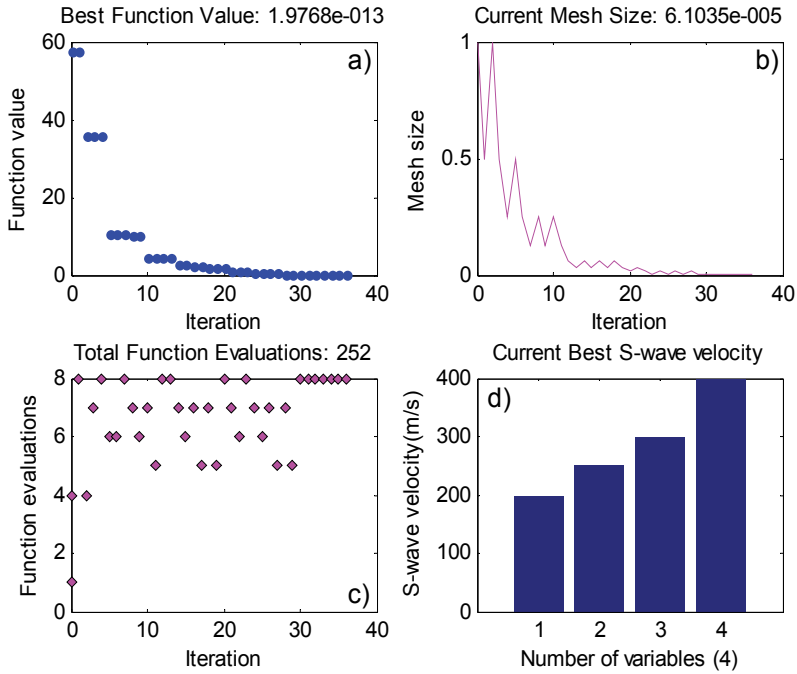 Best Function Value: 1.9768e-013
60
40
20
0
Function value
a)
0
10
20
30
40
Iteration
Current Mesh Size: 6.1035e-005
1
0.5
0
Mesh size
b)
0
10
20
30
40
Iteration
Total Function Evaluations: 252
8
6
4
2
0
Function evaluations
c)
0
10
20
30
40
Iteration
Current Best S-wave velocity
400
300
200
100
0
S-wave velocity(m/s)
d)
1
2
3
4
Number of variables (4)